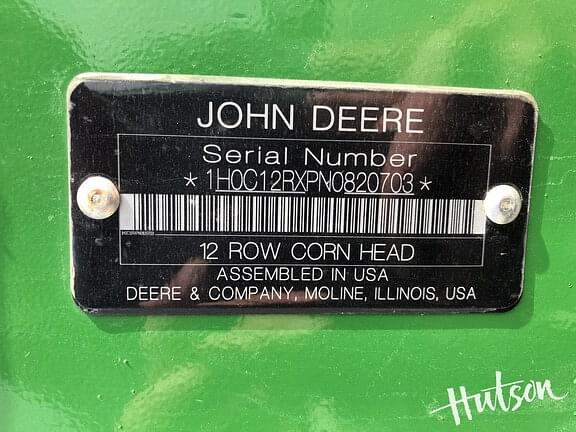 JOHN DEERE
Serial Number
*1H0C12RXPN0820703*
12 ROW CORN HEAD
ASSEMBLED IN USA
DEERE & COMPANY, MOLINE, ILLINOIS, USA
Hutson